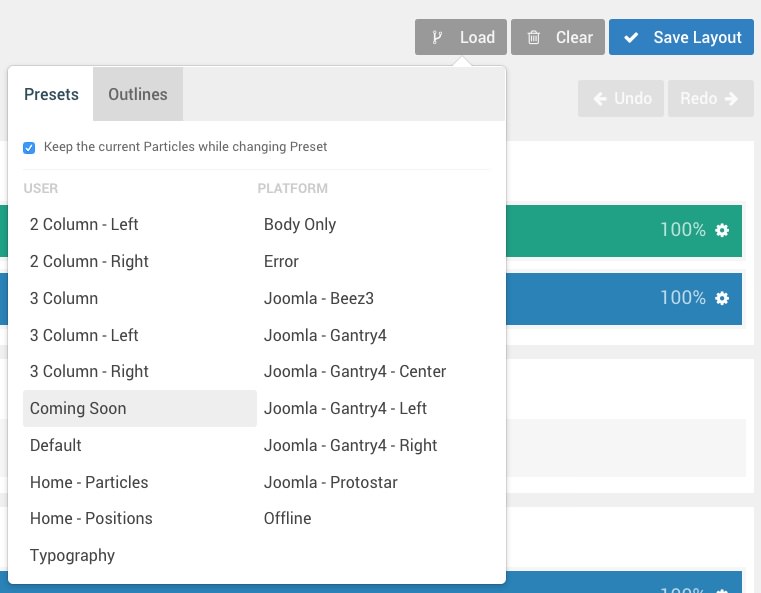 Load
Clear
Save Layout
Presets
Outlines
Undo
Redo
Keep the current Particles while changing Preset
USER
PLATFORM
2 Column - Left
Body Only
100%
2 Column - Right
Error
3 Column
Joomla - Beez3
100%
3 Column - Left
Joomla - Gantry4
3 Column - Right
Joomla - Gantry4 - Center
Coming Soon
Joomla - Gantry4 - Left
Default
Joomla - Gantry4 - Right
Home - Particles
Joomla - Protostar
Home - Positions
Offline
Typography
100%